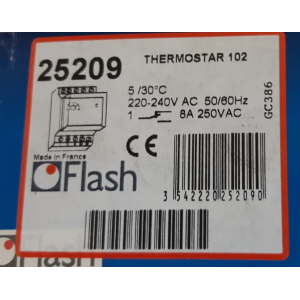 25209
THERMOSTAR 102
5/30°C
220-240V AC 50/60Hz
1 8A 250VAC
GC386
Made in France
CE
Flash
3 542220 252090